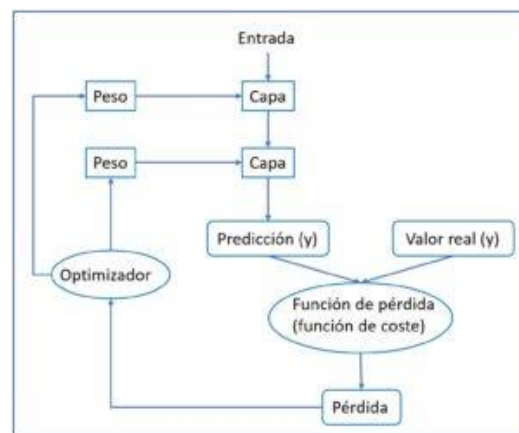 Entrada
Peso
Capa
Peso
Capa
Predicción (y)
Valor real (y)
Optimizador
Función de pérdida
(función de coste)
Pérdida